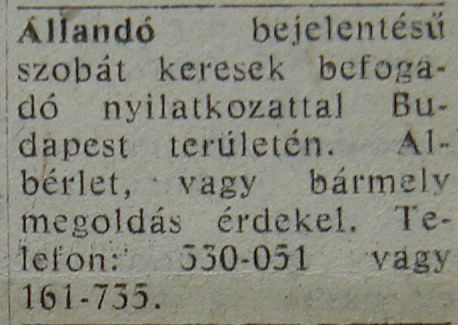 Állandó bejelentésű
szobát keresek befoga-
dó nyilatkozattal Bu-
dapest területén. Al-
bérlet, vagy bármely
megoldás érdekel. Te-
lefon: 330-051 vagy
161-735.